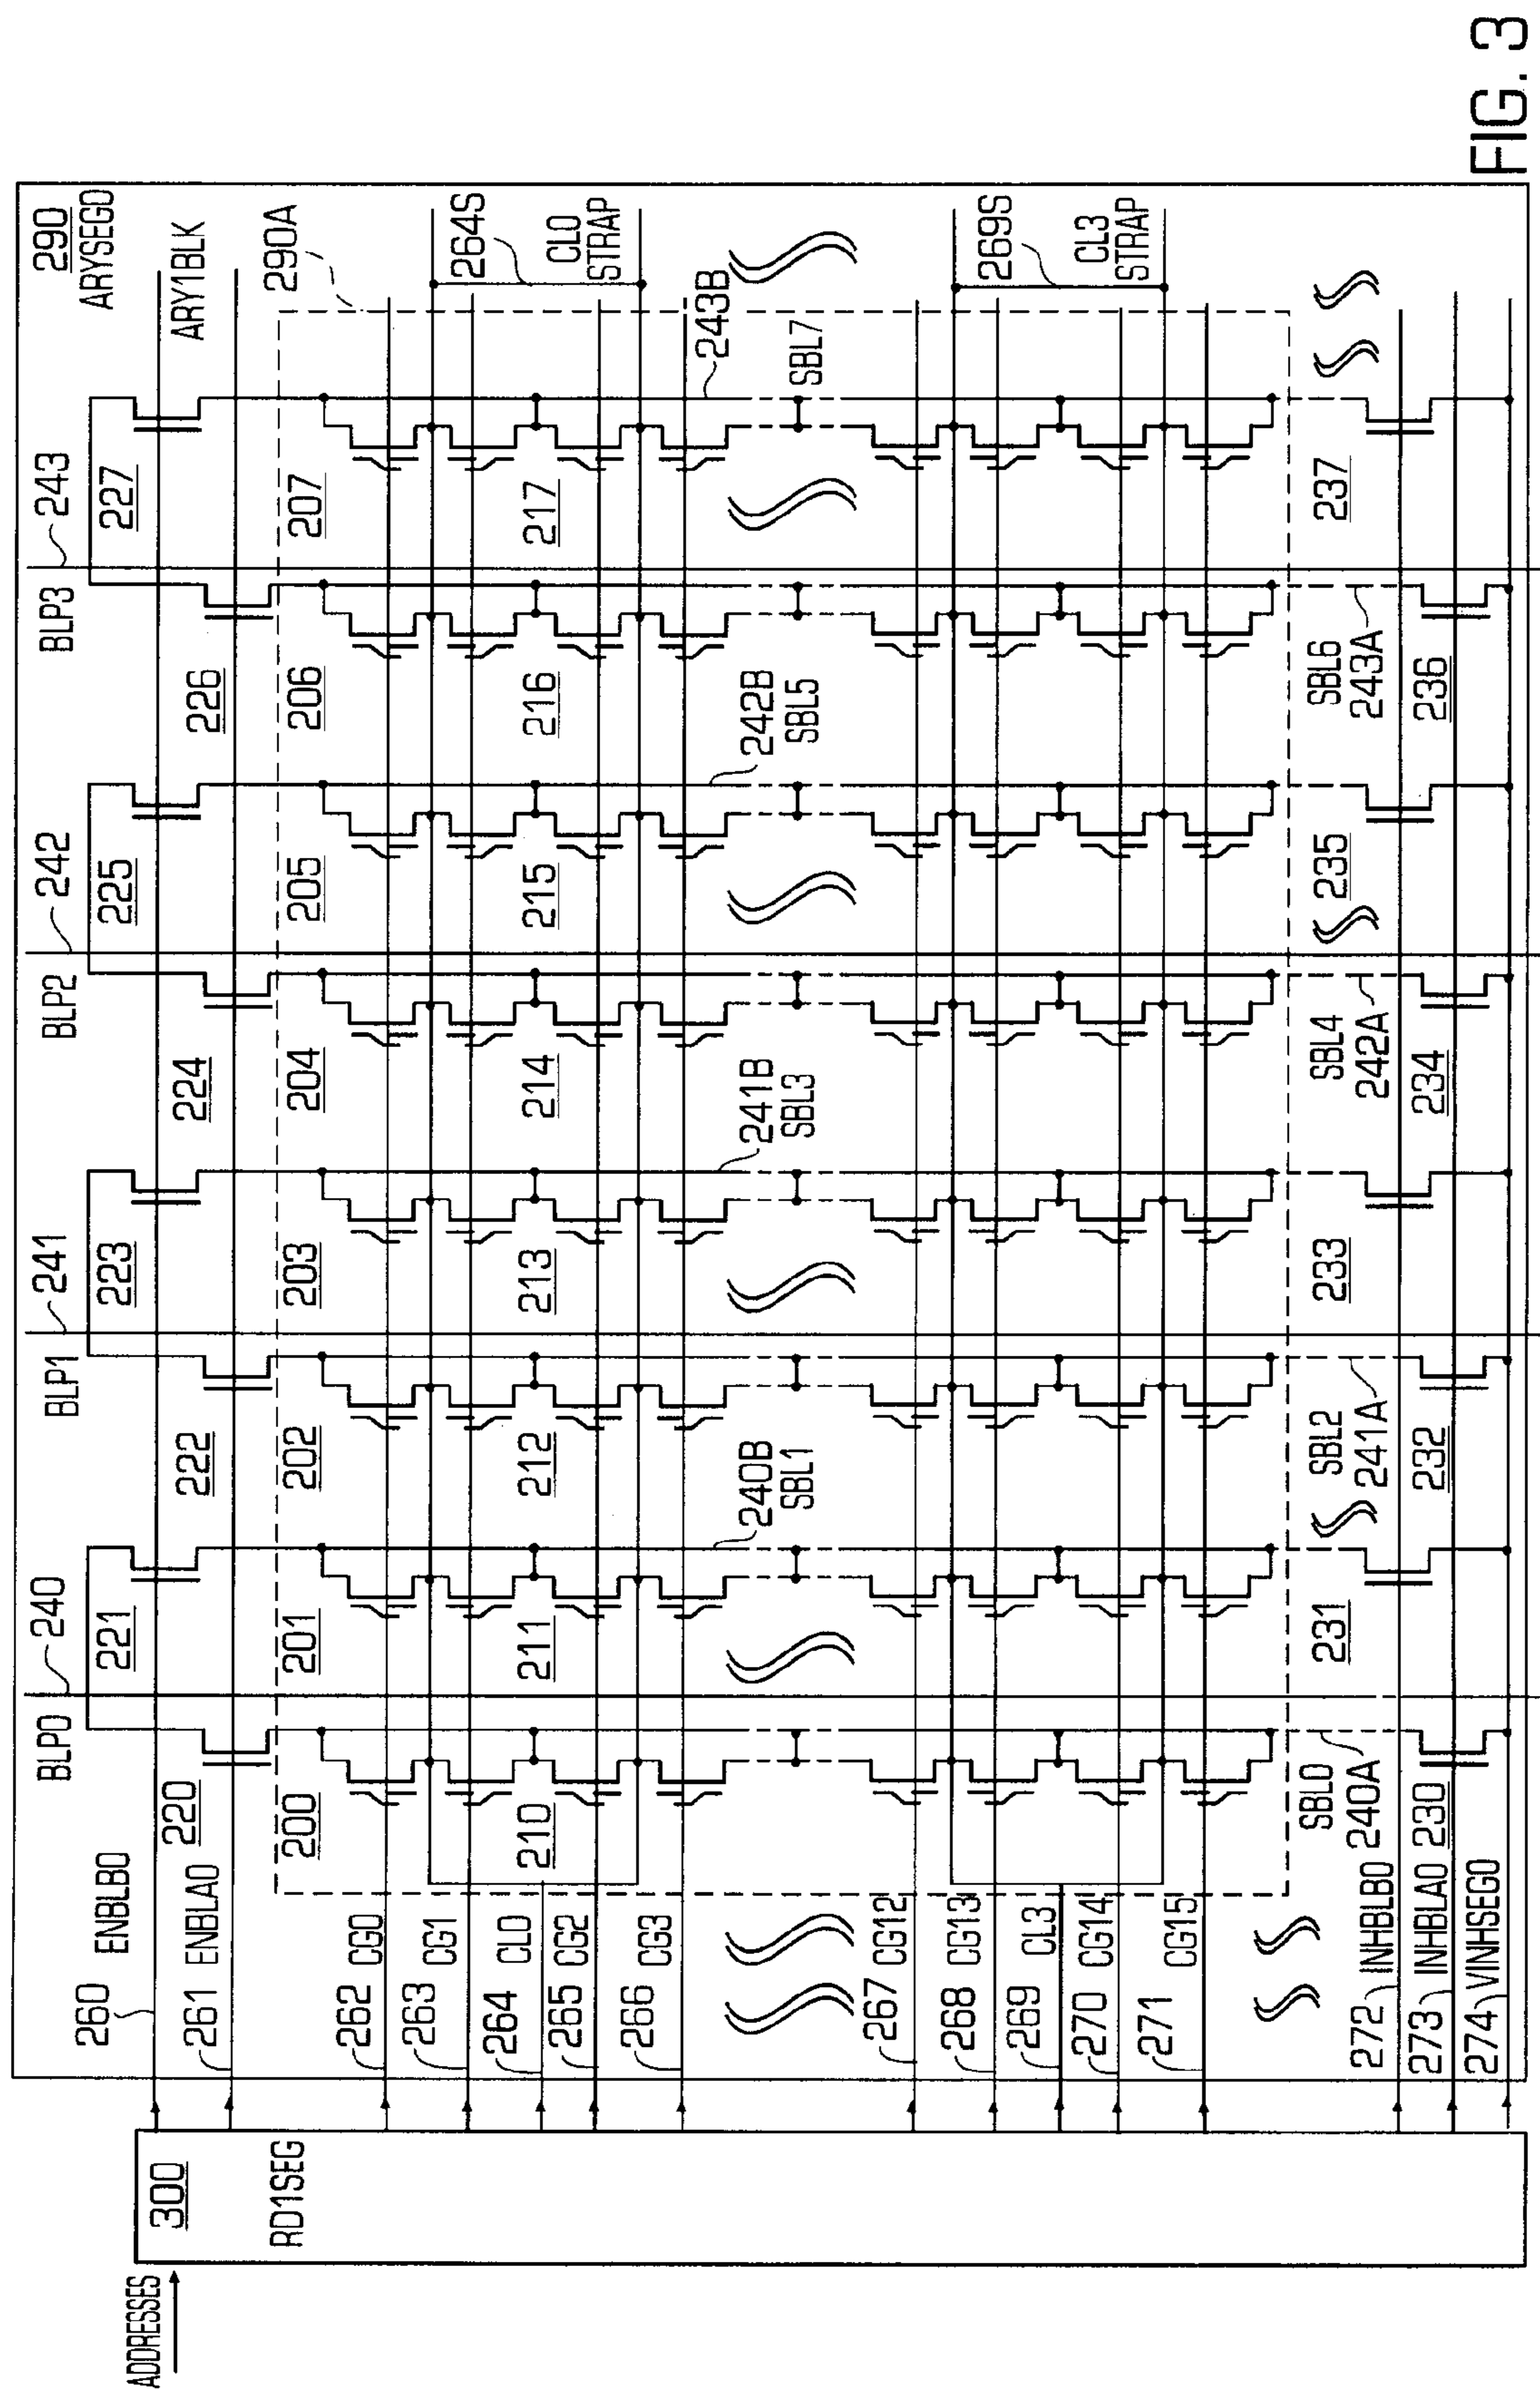 FIG. 3
290
ARYSEG0
ARY1BLK
290A
264S
CL0
STRAP
243B
SBL7
269S
CL3
STRAP
BLP3
243
227
226
207
206
217
216
237
SBL6
243A
236
BLP2
242
225
224
205
204
215
214
242B
SBL5
235
SBL4
242A
234
BLP1
241
223
222
203
202
213
212
241B
SBL3
233
SBL2
241A
232
BLP0
240
221
220
201
200
211
210
240B
SBL1
231
SBL0
240A
230
260
ENBLB0
261 ENBLA0
262 CG0
263 CG1
264 CL0
265 CG2
266 CG3
267 CG12
268 CG13
269 CL3
270 CG14
271 CG15
272 INHBLB0
273 INHBLA0
274 VINHSEG0
300
RD1SEG
ADDRESSES